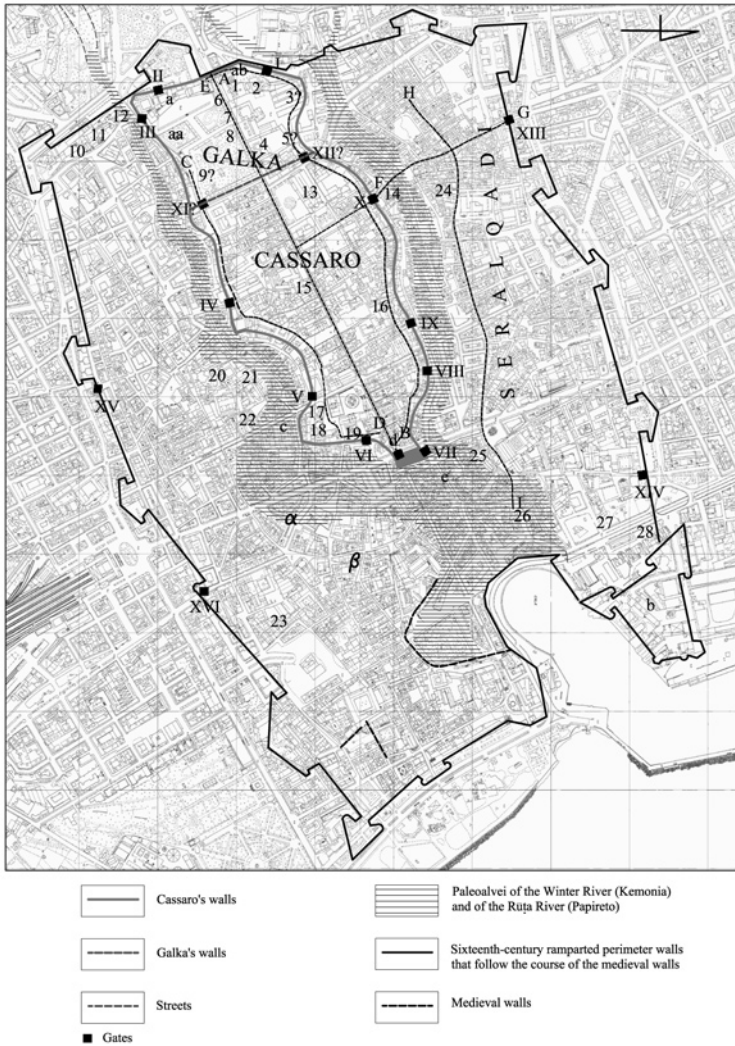 I
II
ab
E
A
1
2
a
6
3?
H
G
XIII
12
11
III
10
7
aa
8
4
5?
XII?
GALKA
C
9?
24
F
14
13
X
XI?
CASSARO
15
SERALQADI
IV
16
IX
20
21
VIII
XV
V
17
22
c
18
19
D
B
d
VI
VII
25
e
XIV
I
26
27
28
α
β
XVI
23
b
Cassaro's walls
Paleoalvei of the Winter River (Kemonia)
and of the Rūṭa River (Papireto)
Galka's walls
Sixteenth-century ramparted perimeter walls
that follow the course of the medieval walls
Streets
Medieval walls
Gates